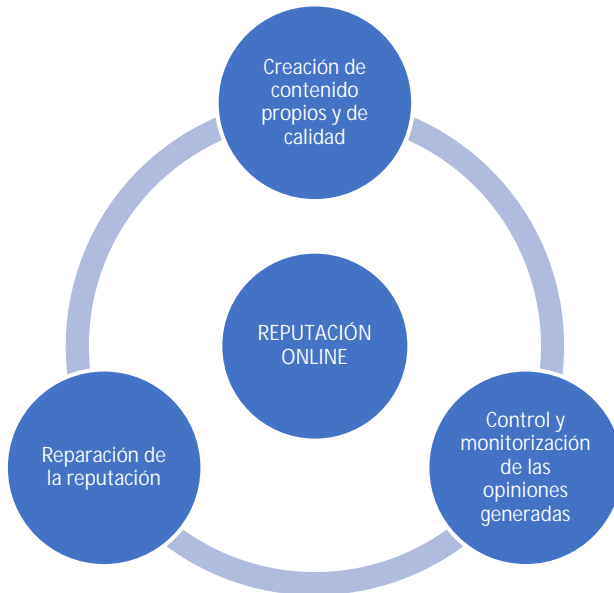 Creación de
contenido
propios y de
calidad
REPUTACIÓN
ONLINE
Reparación de
la reputación
Control y
monitorización
de las
opiniones
generadas